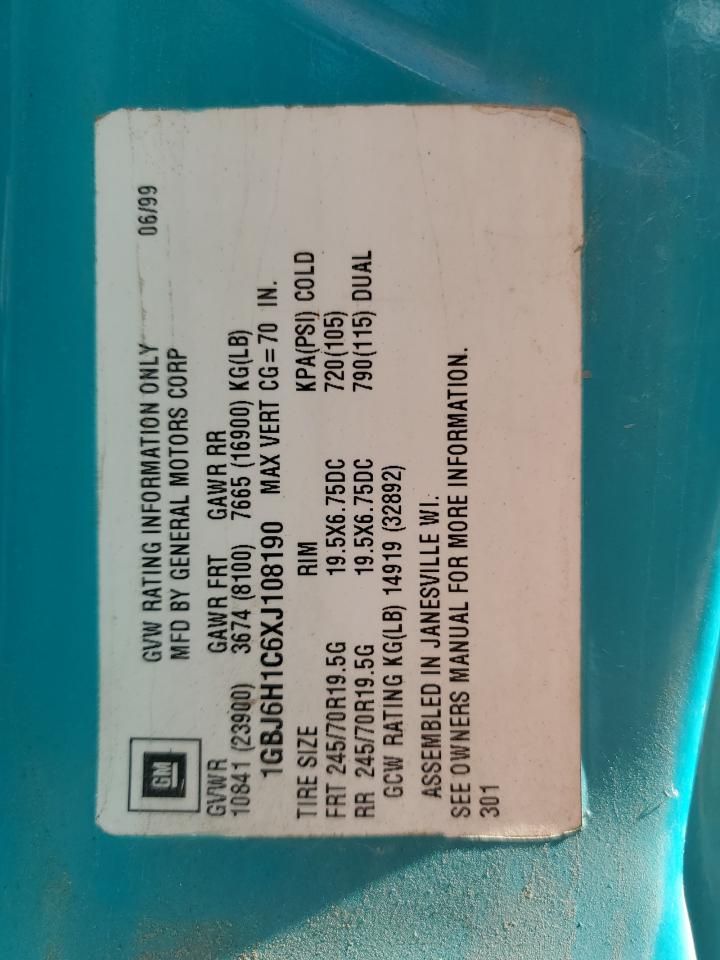 GVW RATING INFORMATION ONLY 06/99
MFD BY GENERAL MOTORS CORP
GM
GVWR GAWR FRT GAWR RR
10841 (23900) 3674 (8100) 7665 (16900) KG(LB)
1GBJ6H1C6XJ108190 MAX VERT CG=70 IN.
TIRE SIZE RIM KPA(PSI) COLD
FRT 245/70R19.5G 19.5X6.75DC 720(105)
RR 245/70R19.5G 19.5X6.75DC 790(115) DUAL
GCW RATING KG(LB) 14919 (32892)
ASSEMBLED IN JANESVILLE WI.
SEE OWNERS MANUAL FOR MORE INFORMATION.
301